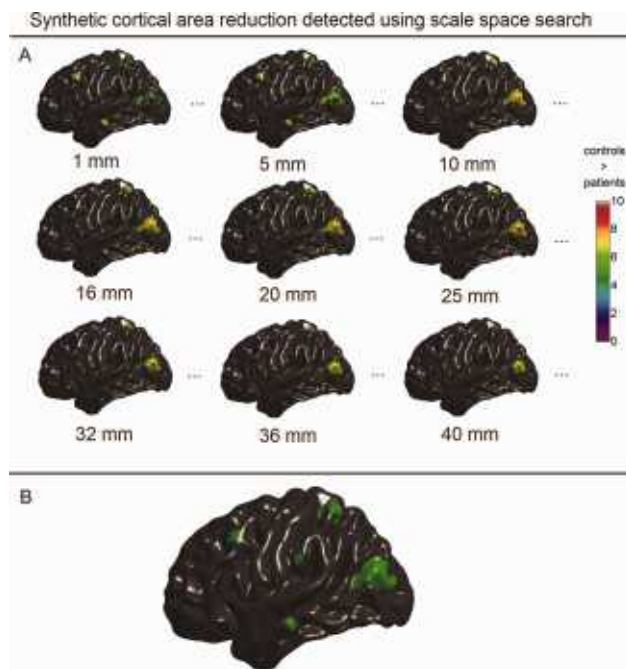 Synthetic cortical area reduction detected using scale space search
A
1 mm
...
5 mm
...
10 mm
...
16 mm
...
20 mm
...
25 mm
...
32 mm
...
36 mm
...
40 mm
...
controls
>
patients
10
8
6
4
2
0
B